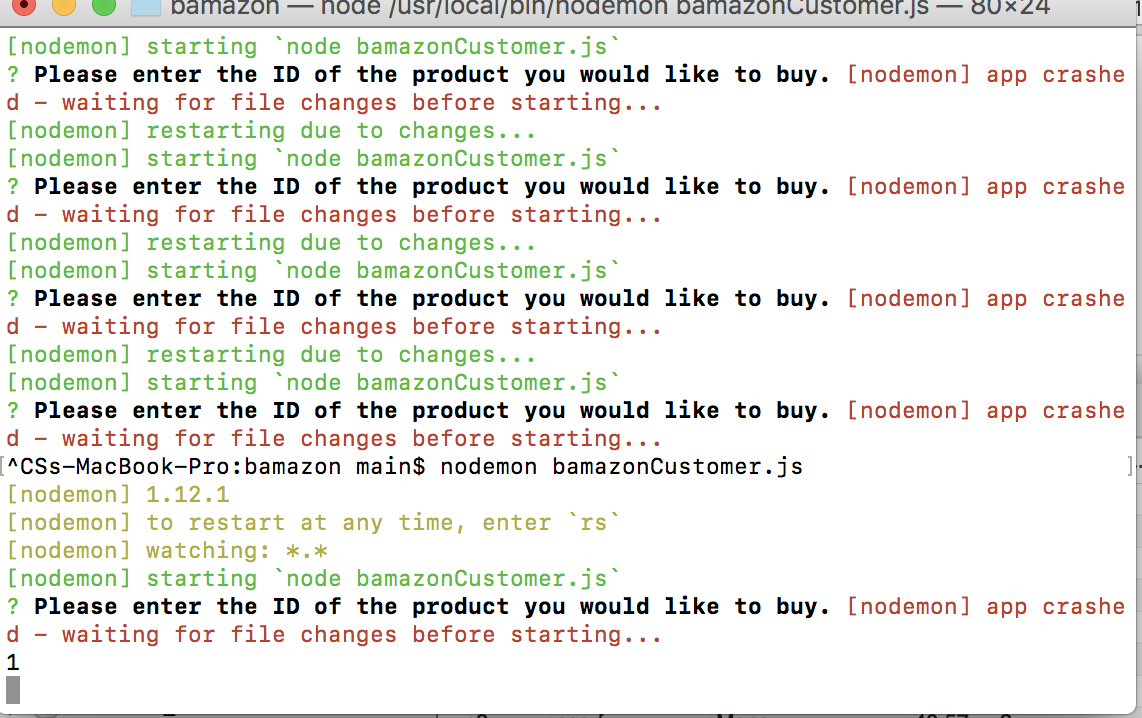 bamazon — node /usr/local/bin/nodemon bamazonCustomer.js — 80×24
[nodemon] starting `node bamazonCustomer.js`
? Please enter the ID of the product you would like to buy. [nodemon] app crashe
d - waiting for file changes before starting...
[nodemon] restarting due to changes...
[nodemon] starting `node bamazonCustomer.js`
? Please enter the ID of the product you would like to buy. [nodemon] app crashe
d - waiting for file changes before starting...
[nodemon] restarting due to changes...
[nodemon] starting `node bamazonCustomer.js`
? Please enter the ID of the product you would like to buy. [nodemon] app crashe
d - waiting for file changes before starting...
[nodemon] restarting due to changes...
[nodemon] starting `node bamazonCustomer.js`
? Please enter the ID of the product you would like to buy. [nodemon] app crashe
d - waiting for file changes before starting...
[^CSs-MacBook-Pro:bamazon main$ nodemon bamazonCustomer.js ]
[nodemon] 1.12.1
[nodemon] to restart at any time, enter `rs`
[nodemon] watching: *.*
[nodemon] starting `node bamazonCustomer.js`
? Please enter the ID of the product you would like to buy. [nodemon] app crashe
d - waiting for file changes before starting...
1